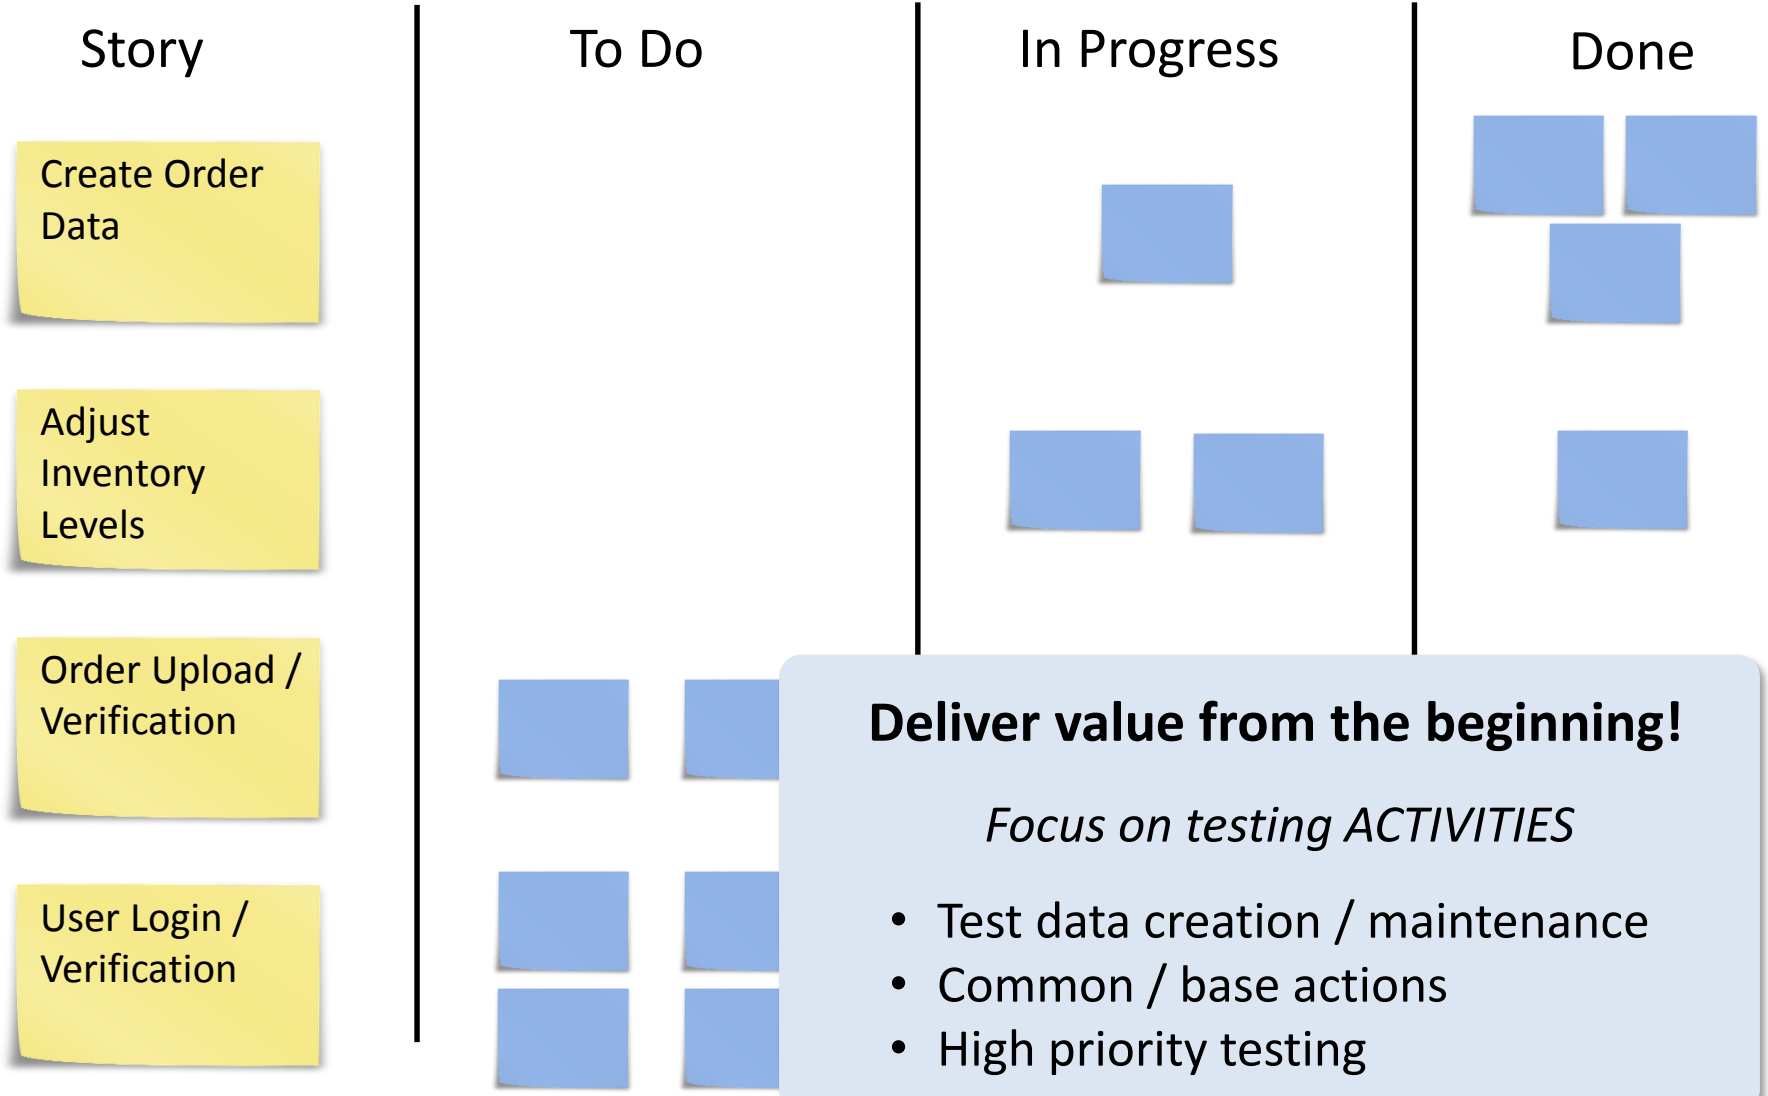 Story
To Do
In Progress
Done
Create Order
Data
Adjust
Inventory
Levels
Order Upload /
Verification
User Login /
Verification
Deliver value from the beginning!
Focus on testing ACTIVITIES
• Test data creation / maintenance
• Common / base actions
• High priority testing